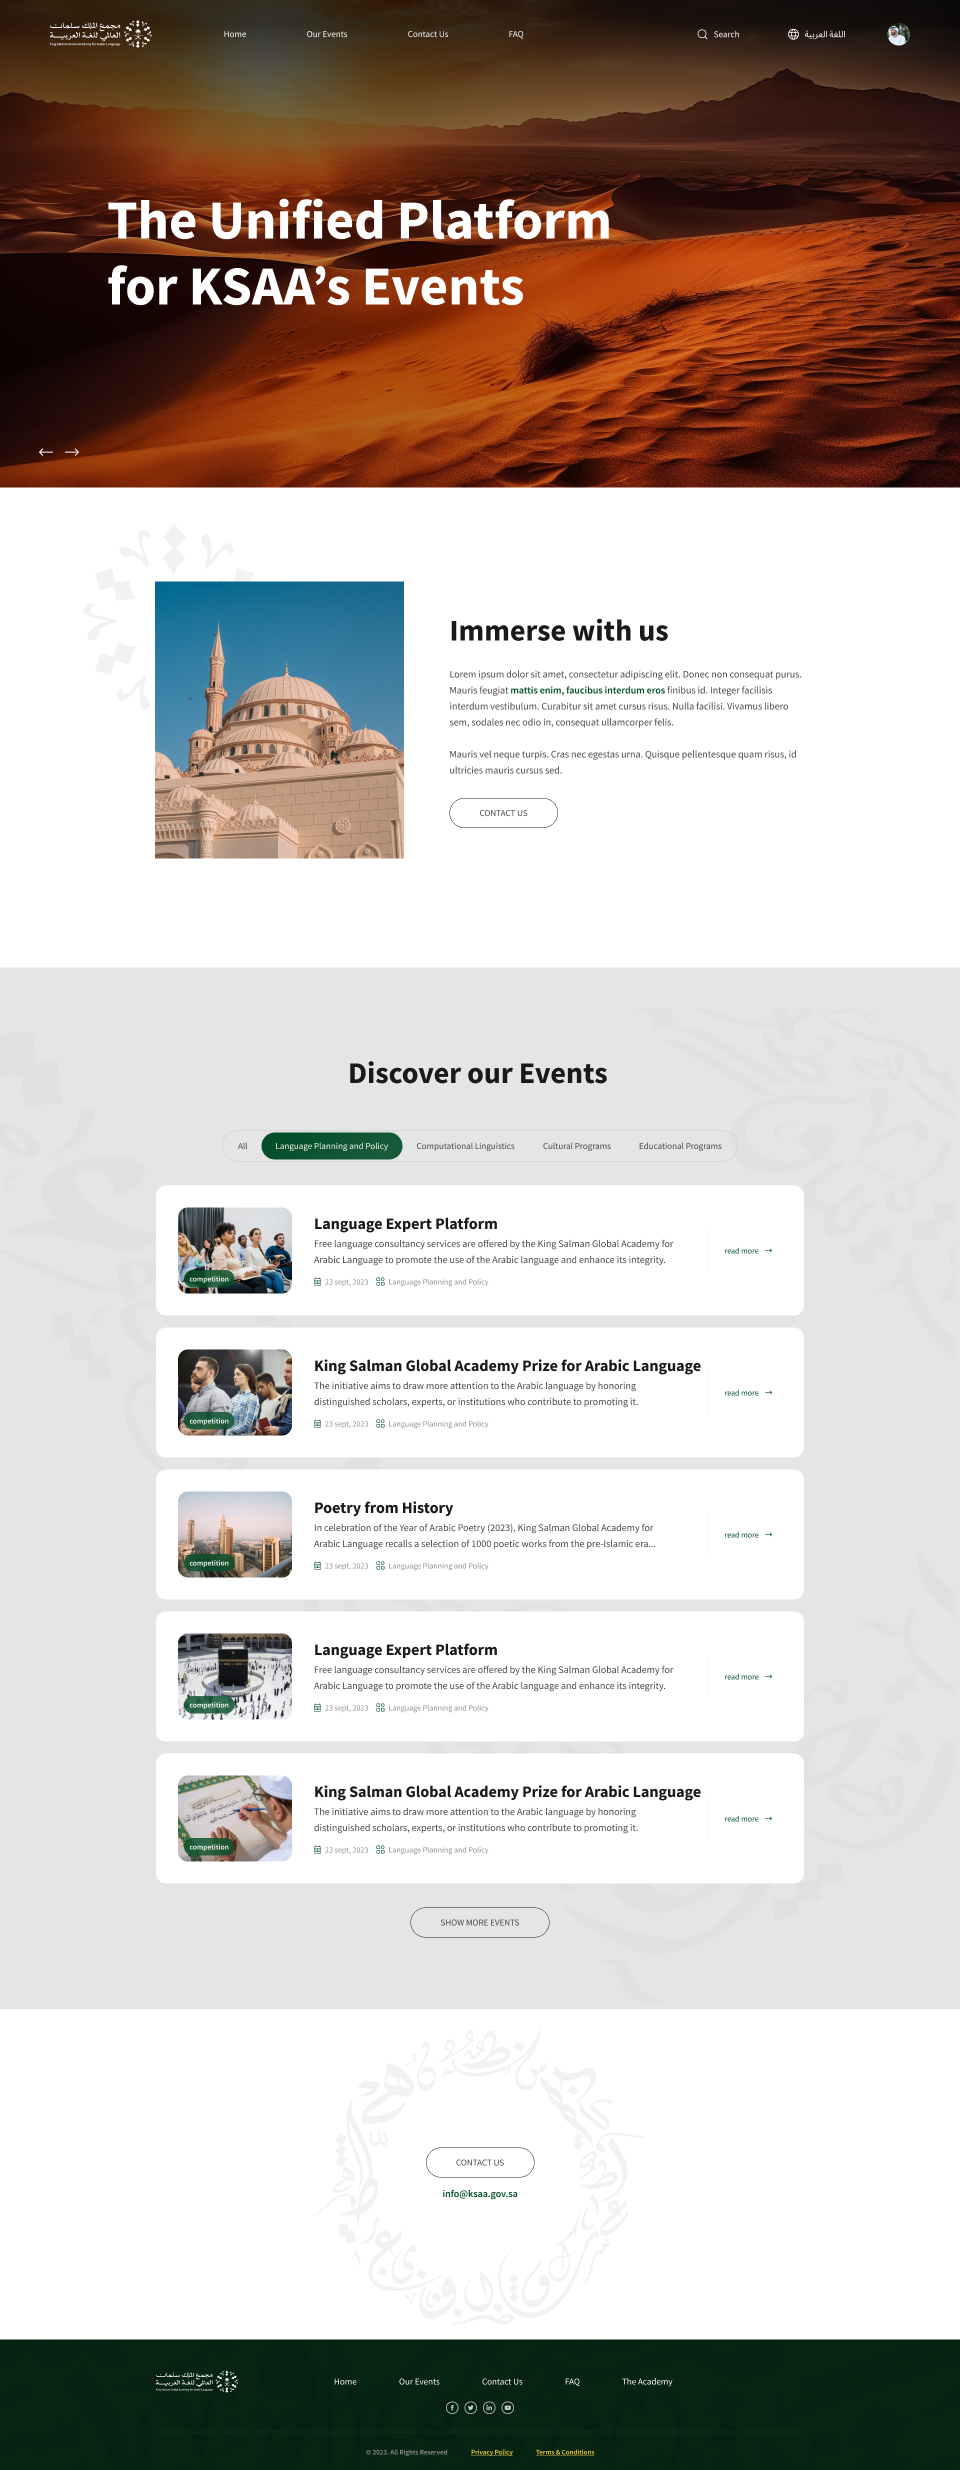 مجمع الملك سلمان
العالمي للغة العربية
King Salman Global Academy for Arabic Language
Home
Our Events
Contact Us
FAQ
Search
اللغة العربية
The Unified Platform
for KSAA’s Events
Immerse with us
Lorem ipsum dolor sit amet, consectetur adipiscing elit. Donec non consequat purus.
Mauris feugiat mattis enim, faucibus interdum eros finibus id. Integer facilisis
interdum vestibulum. Curabitur sit amet cursus risus. Nulla facilisi. Vivamus libero
sem, sodales nec odio in, consequat ullamcorper felis.
Mauris vel neque turpis. Cras nec egestas urna. Quisque pellentesque quam risus, id
ultricies mauris cursus sed.
CONTACT US
Discover our Events
All
Language Planning and Policy
Computational Linguistics
Cultural Programs
Educational Programs
competition
Language Expert Platform
Free language consultancy services are offered by the King Salman Global Academy for
Arabic Language to promote the use of the Arabic language and enhance its integrity.
23 sept, 2023
Language Planning and Policy
read more
competition
King Salman Global Academy Prize for Arabic Language
The initiative aims to draw more attention to the Arabic language by honoring
distinguished scholars, experts, or institutions who contribute to promoting it.
23 sept, 2023
Language Planning and Policy
read more
competition
Poetry from History
In celebration of the Year of Arabic Poetry (2023), King Salman Global Academy for
Arabic Language recalls a selection of 1000 poetic works from the pre-Islamic era...
23 sept, 2023
Language Planning and Policy
read more
competition
Language Expert Platform
Free language consultancy services are offered by the King Salman Global Academy for
Arabic Language to promote the use of the Arabic language and enhance its integrity.
23 sept, 2023
Language Planning and Policy
read more
competition
King Salman Global Academy Prize for Arabic Language
The initiative aims to draw more attention to the Arabic language by honoring
distinguished scholars, experts, or institutions who contribute to promoting it.
23 sept, 2023
Language Planning and Policy
read more
SHOW MORE EVENTS
CONTACT US
info@ksaa.gov.sa
مجمع الملك سلمان
العالمي للغة العربية
King Salman Global Academy for Arabic Language
Home
Our Events
Contact Us
FAQ
The Academy
© 2023. All Rights Reserved
Privacy Policy
Terms & Conditions